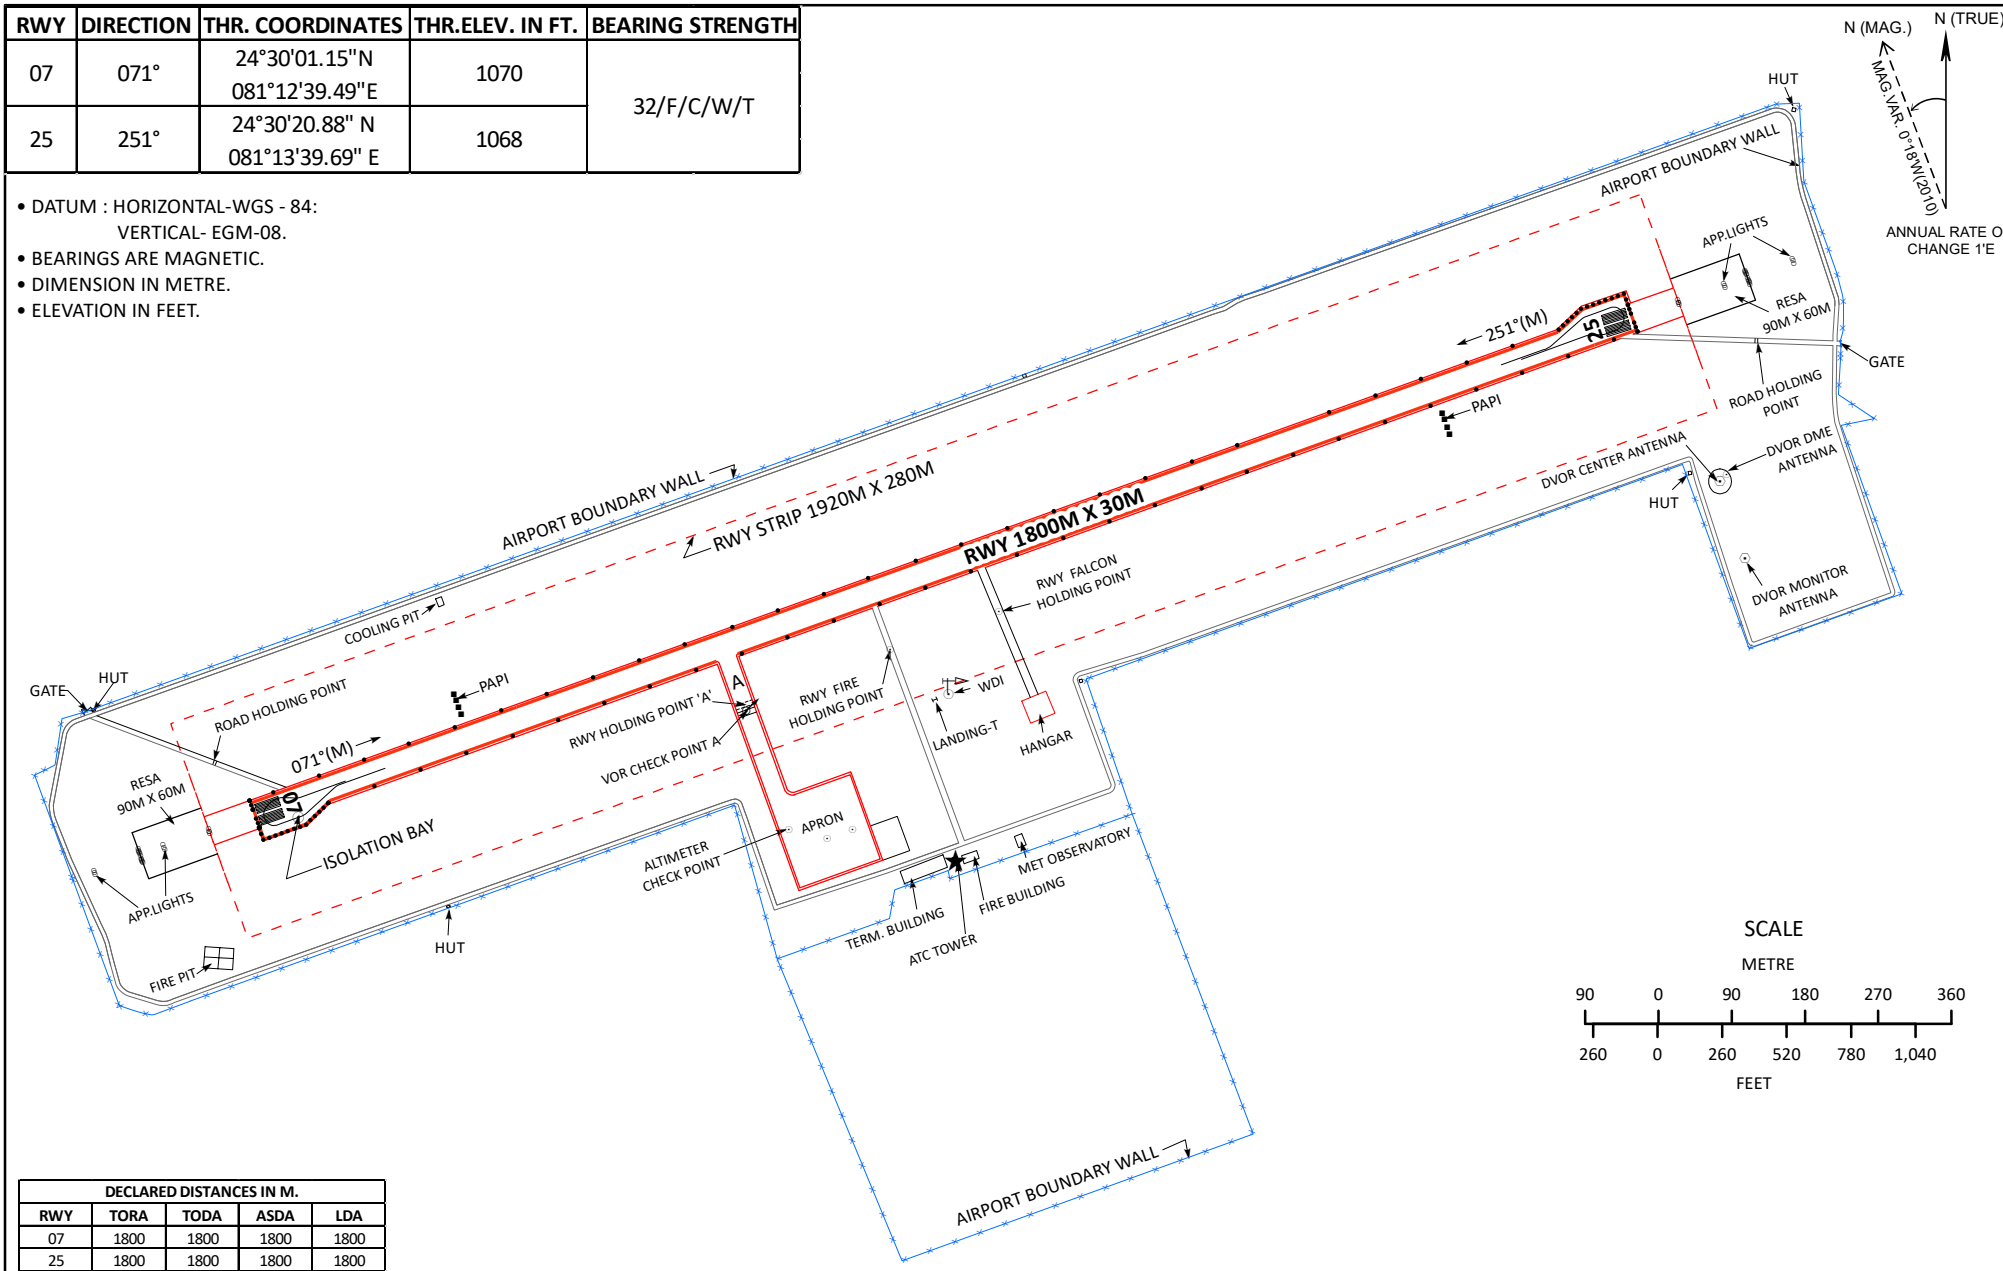 RWY DIRECTION THR. COORDINATES THR.ELEV. IN FT. BEARING STRENGTH
07 071° 24°30'01.15"N 081°12'39.49"E 1070 32/F/C/W/T
25 251° 24°30'20.88" N 081°13'39.69" E 1068
• DATUM : HORIZONTAL-WGS - 84:
VERTICAL- EGM-08.
• BEARINGS ARE MAGNETIC.
• DIMENSION IN METRE.
• ELEVATION IN FEET.
N (MAG.)
N (TRUE)
MAG.VAR. 0°18'W(2010)
ANNUAL RATE O
CHANGE 1'E
HUT
AIRPORT BOUNDARY WALL
APP.LIGHTS
RESA
90M X 60M
251°(M)
25
GATE
ROAD HOLDING
POINT
PAPI
DVOR CENTER ANTENNA
DVOR DME
ANTENNA
HUT
DVOR MONITOR
ANTENNA
AIRPORT BOUNDARY WALL
RWY STRIP 1920M X 280M
RWY 1800M X 30M
RWY FALCON
HOLDING POINT
COOLING PIT
GATE
HUT
ROAD HOLDING POINT
PAPI
071°(M)
07
RESA
90M X 60M
ISOLATION BAY
APP.LIGHTS
FIRE PIT
HUT
A
RWY HOLDING POINT 'A'
VOR CHECK POINT A
RWY FIRE
HOLDING POINT
WDI
LANDING-T
HANGAR
APRON
ALTIMETER
CHECK POINT
MET OBSERVATORY
FIRE BUILDING
TERM. BUILDING
ATC TOWER
AIRPORT BOUNDARY WALL
SCALE
METRE
90 0 90 180 270 360
260 0 260 520 780 1,040
FEET
DECLARED DISTANCES IN M.
RWY TORA TODA ASDA LDA
07 1800 1800 1800 1800
25 1800 1800 1800 1800